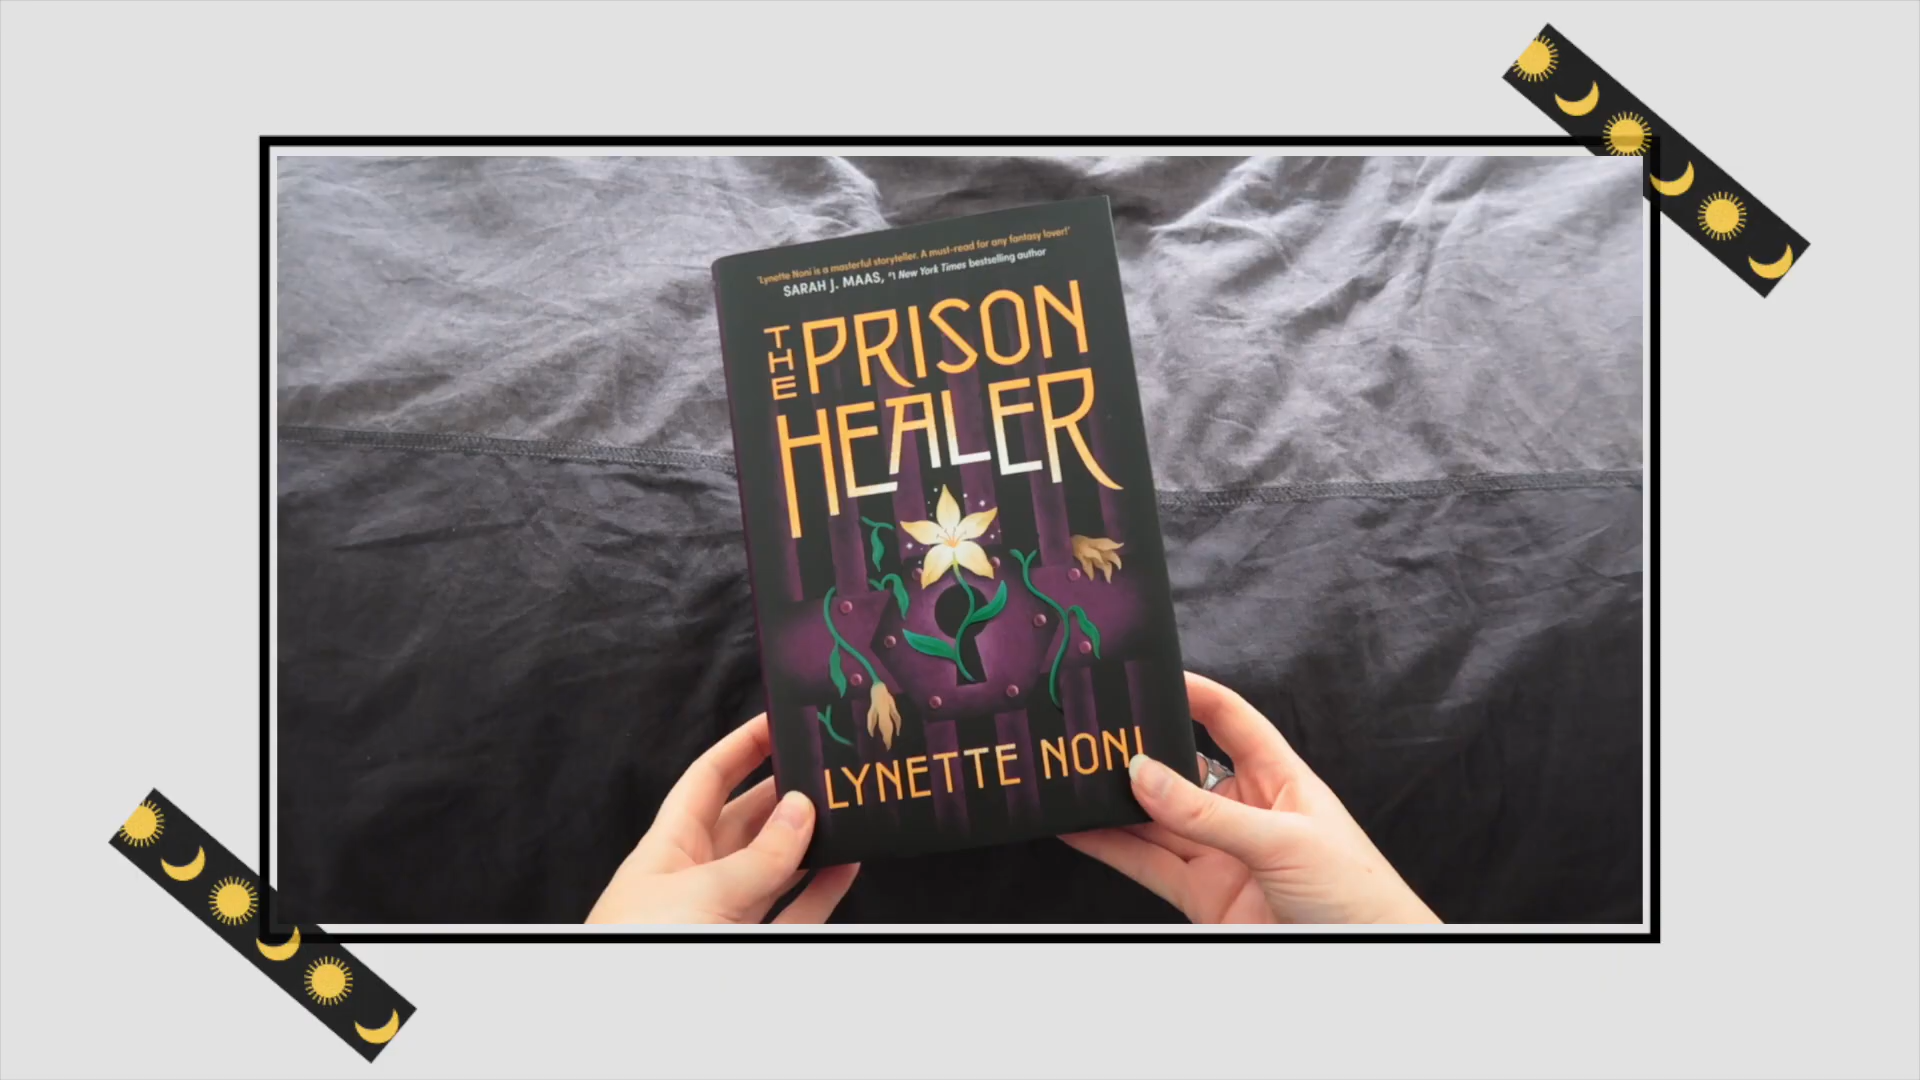 'Lynette Noni is a masterful storyteller. A must-read for any fantasy lover!'
SARAH J. MAAS, #1 New York Times bestselling author
THE PRISON
HEALER
LYNETTE NONI